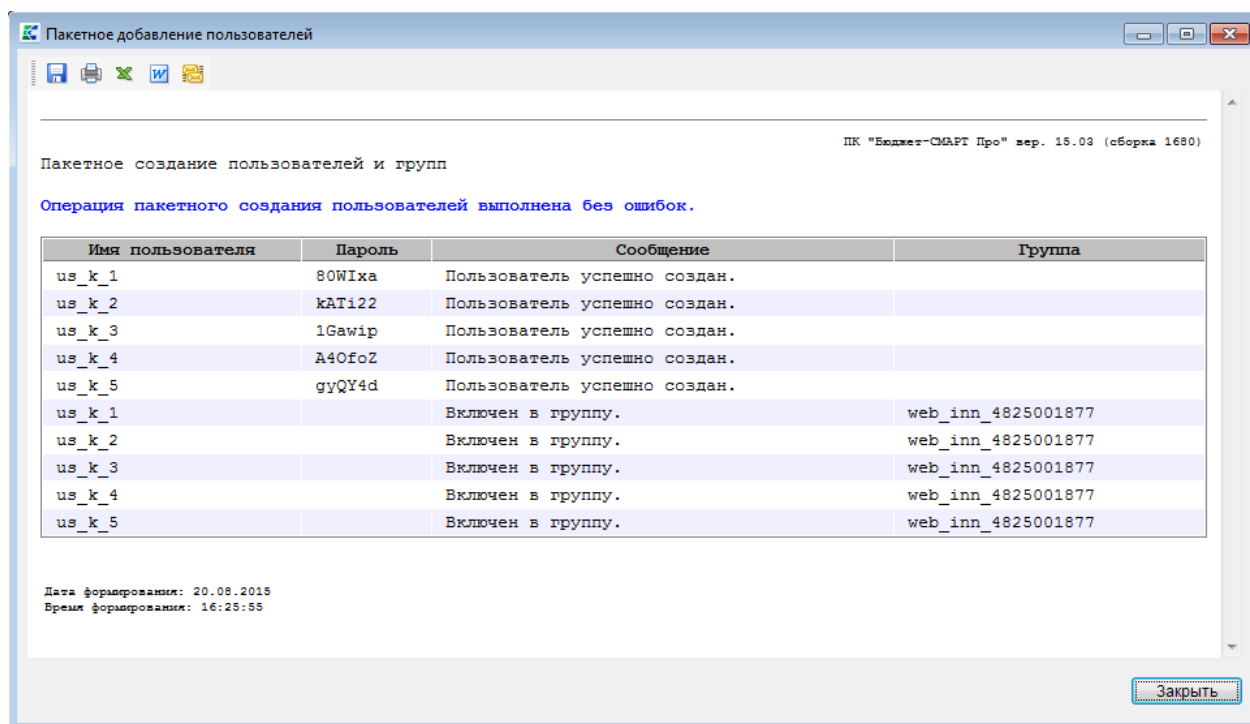 Пакетное добавление пользователей
ПК "Бюджет-СМАРТ Про" вер. 15.03 (сборка 1680)
Пакетное создание пользователей и групп
Операция пакетного создания пользователей выполнена без ошибок.
Имя пользователя Пароль Сообщение Группа
us_k_1 80WIxa Пользователь успешно создан.
us_k_2 kATi22 Пользователь успешно создан.
us_k_3 1Gawip Пользователь успешно создан.
us_k_4 A4OfoZ Пользователь успешно создан.
us_k_5 gyQY4d Пользователь успешно создан.
us_k_1 Включен в группу. web_inn_4825001877
us_k_2 Включен в группу. web_inn_4825001877
us_k_3 Включен в группу. web_inn_4825001877
us_k_4 Включен в группу. web_inn_4825001877
us_k_5 Включен в группу. web_inn_4825001877
Дата формирования: 20.08.2015
Время формирования: 16:25:55
Закрыть